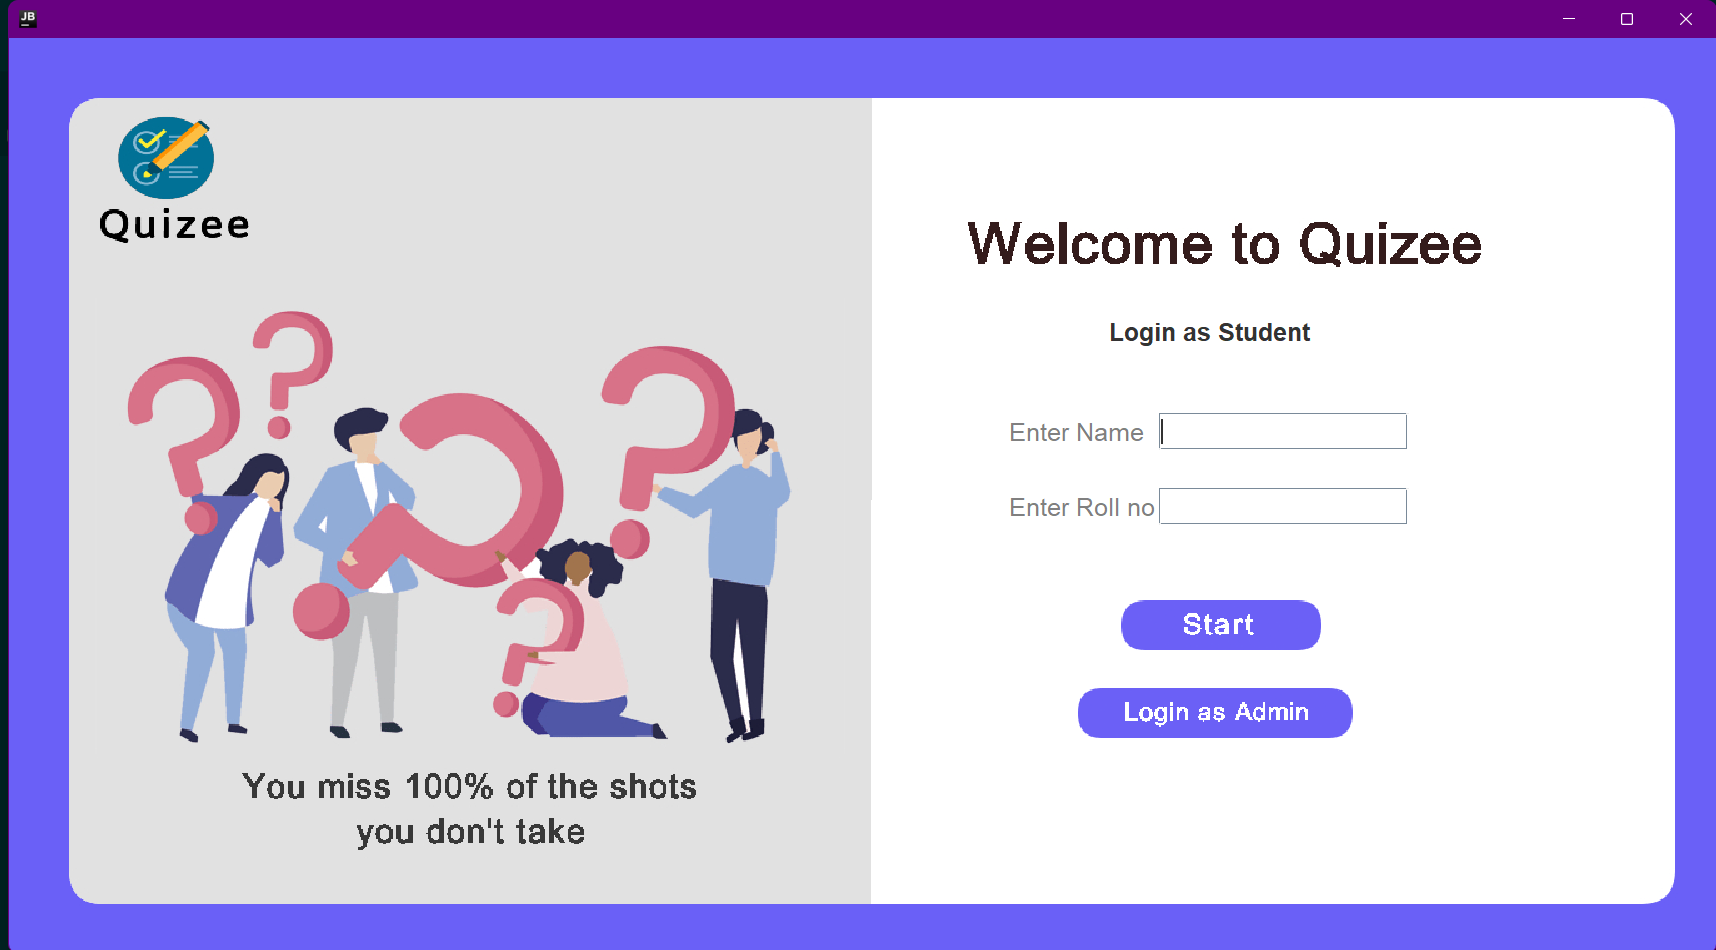 JB
Quizee
You miss 100% of the shots
you don't take
Welcome to Quizee
Login as Student
Enter Name
Enter Roll no
Start
Login as Admin